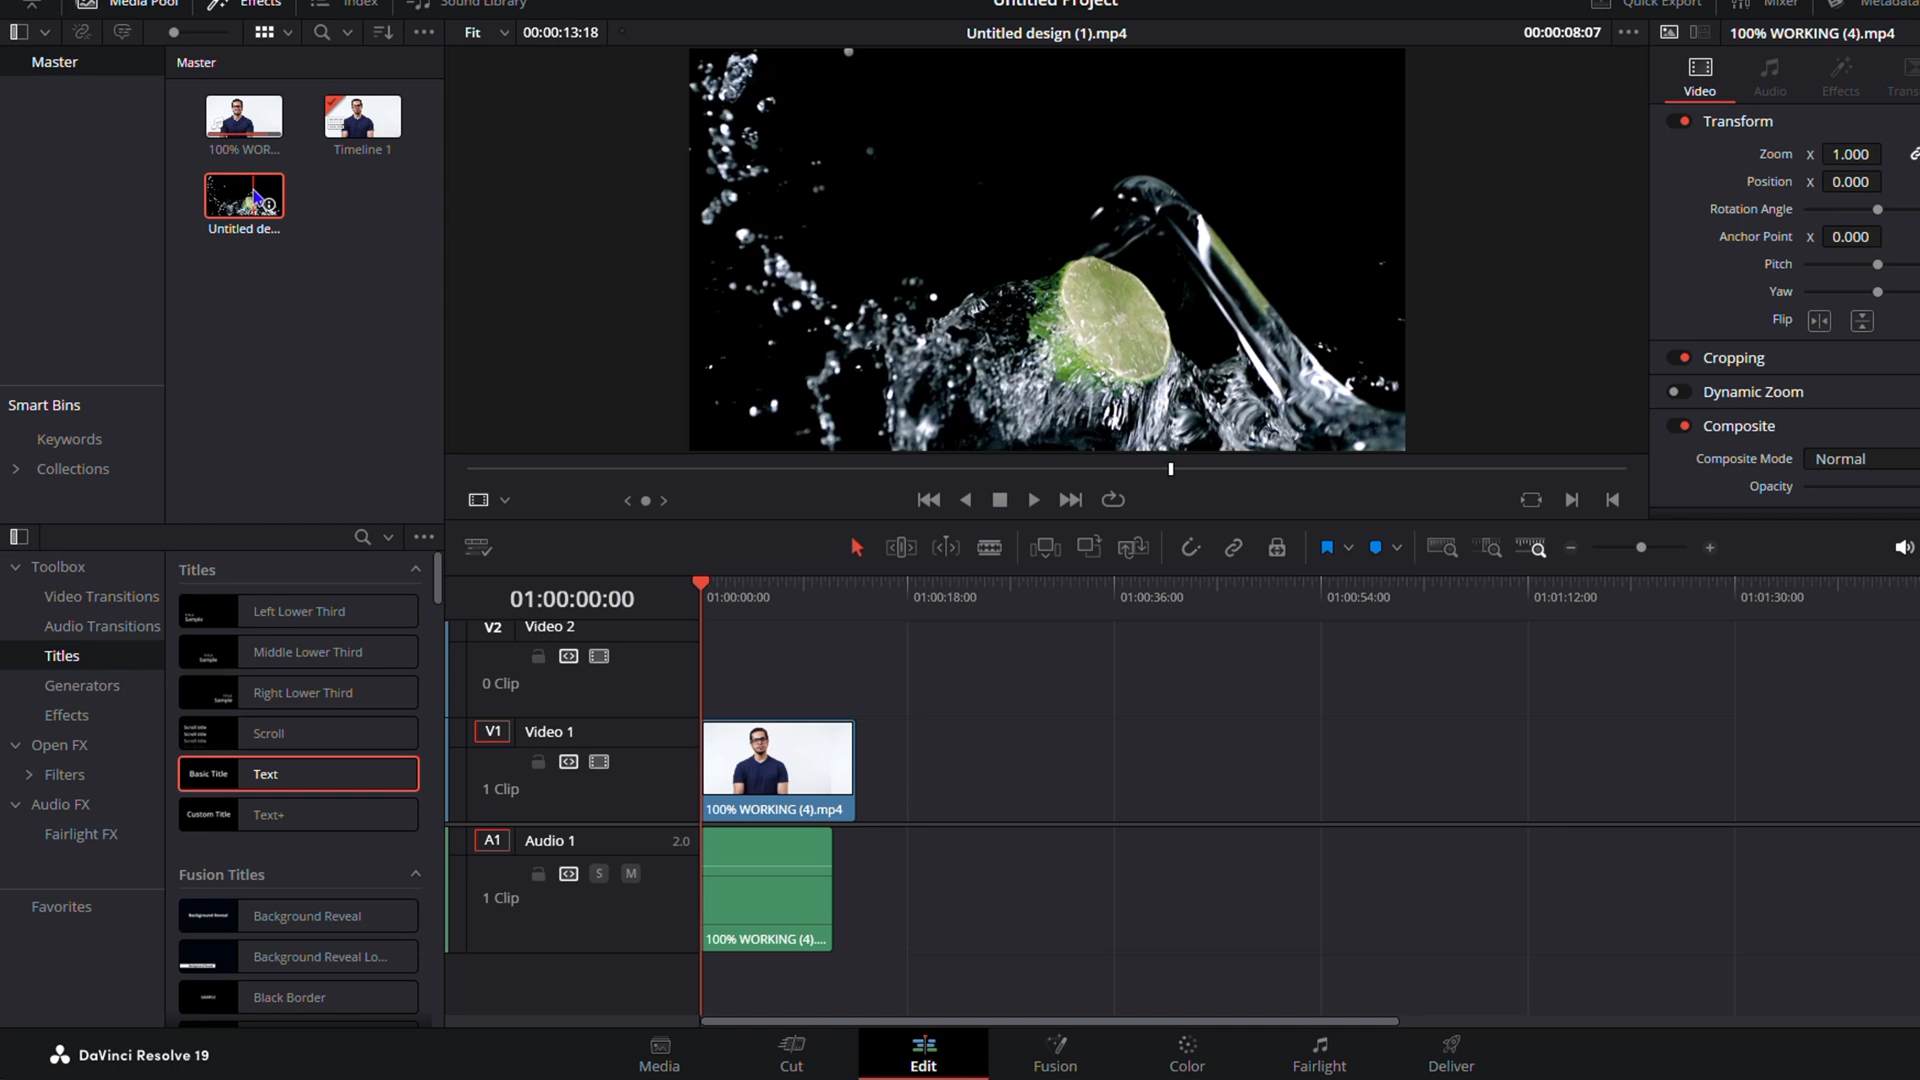 Media Pool
Effects
Index
Sound Library
Untitled Project
Quick Export
Mixer
Metadata
Fit
00:00:13:18
Untitled design (1).mp4
00:00:08:07
100% WORKING (4).mp4
Master
Master
100% WOR...
Timeline 1
Untitled de...
Smart Bins
Keywords
Collections
Video
Audio
Effects
Trans
Transform
Zoom X 1.000
Position X 0.000
Rotation Angle
Anchor Point X 0.000
Pitch
Yaw
Flip
Cropping
Dynamic Zoom
Composite
Composite Mode Normal
Opacity
Toolbox
Video Transitions
Audio Transitions
Titles
Generators
Effects
Open FX
Filters
Audio FX
Fairlight FX
Favorites
Titles
Left Lower Third
Middle Lower Third
Right Lower Third
Scroll
Basic Title Text
Custom Title Text+
Fusion Titles
Background Reveal Background Reveal
Background Reveal Lo...
Black Border
01:00:00:00
01:00:00:00
01:00:18:00
01:00:36:00
01:00:54:00
01:01:12:00
01:01:30:00
V2 Video 2
0 Clip
V1 Video 1
1 Clip
100% WORKING (4).mp4
A1 Audio 1 2.0
S M
1 Clip
100% WORKING (4)....
DaVinci Resolve 19
Media
Cut
Edit
Fusion
Color
Fairlight
Deliver